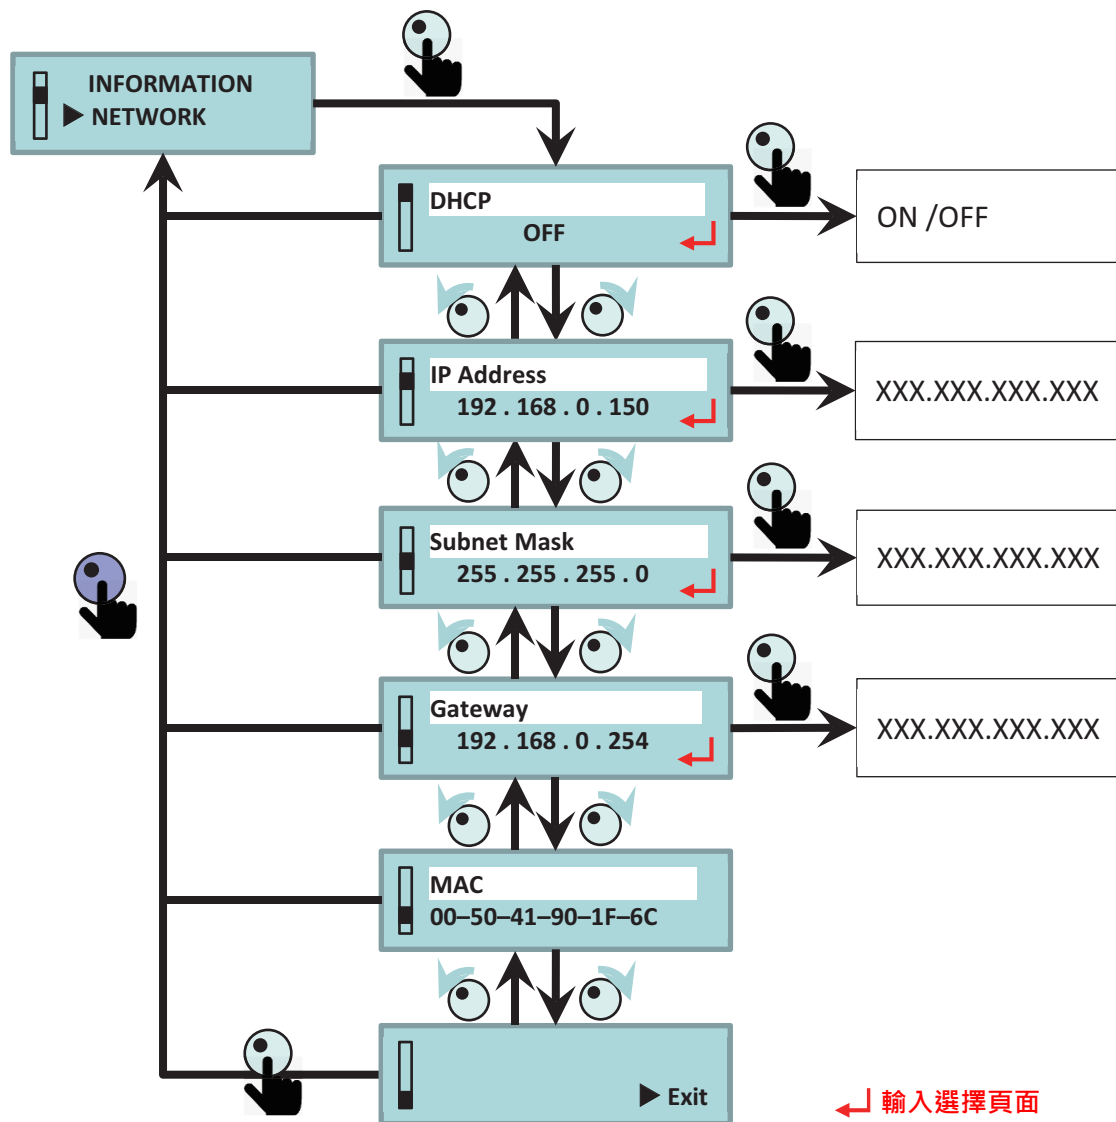 INFORMATION
▶ NETWORK
DHCP
OFF
ON /OFF
IP Address
192 . 168 . 0 . 150
XXX.XXX.XXX.XXX
Subnet Mask
255 . 255 . 255 . 0
XXX.XXX.XXX.XXX
Gateway
192 . 168 . 0 . 254
XXX.XXX.XXX.XXX
MAC
00–50–41–90–1F–6C
▶ Exit
輸入選擇頁面